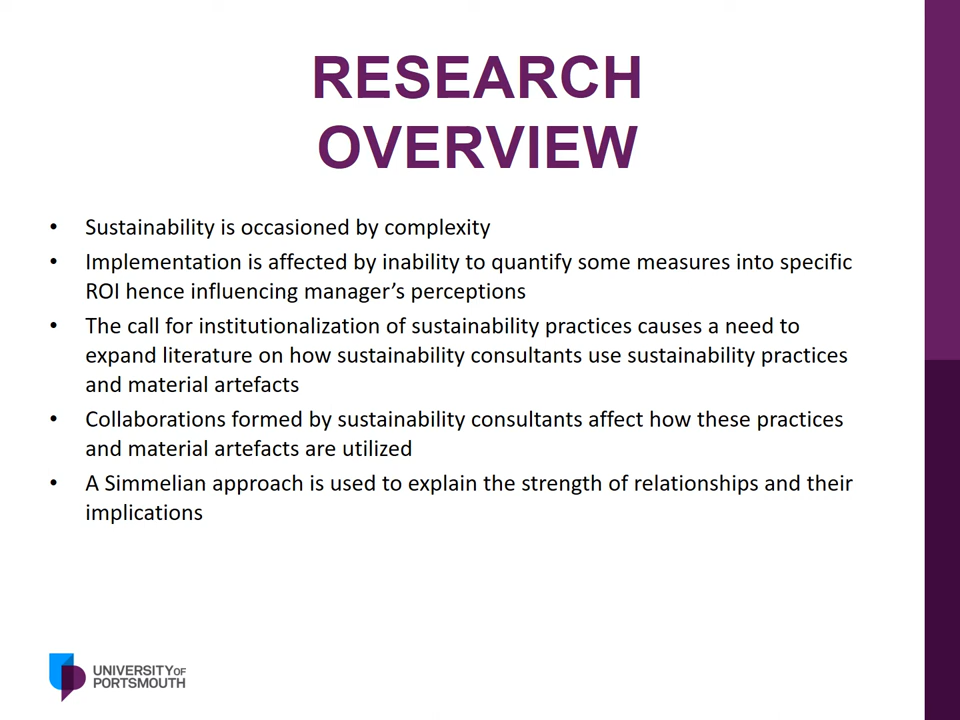 RESEARCH
OVERVIEW
• Sustainability is occasioned by complexity
• Implementation is affected by inability to quantify some measures into specific
ROI hence influencing manager’s perceptions
• The call for institutionalization of sustainability practices causes a need to
expand literature on how sustainability consultants use sustainability practices
and material artefacts
• Collaborations formed by sustainability consultants affect how these practices
and material artefacts are utilized
• A Simmelian approach is used to explain the strength of relationships and their
implications
UNIVERSITY OF
PORTSMOUTH